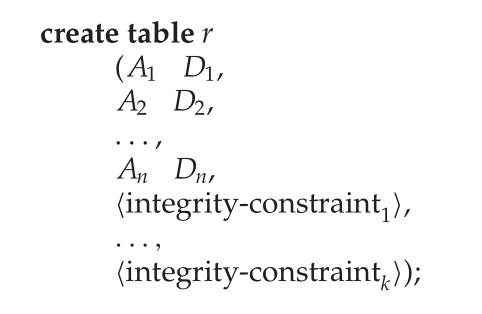 create table r
(A₁ D₁,
A₂ D₂,
. . . ,
Aₙ Dₙ,
⟨integrity-constraint₁⟩,
. . . ,
⟨integrity-constraintₖ⟩);